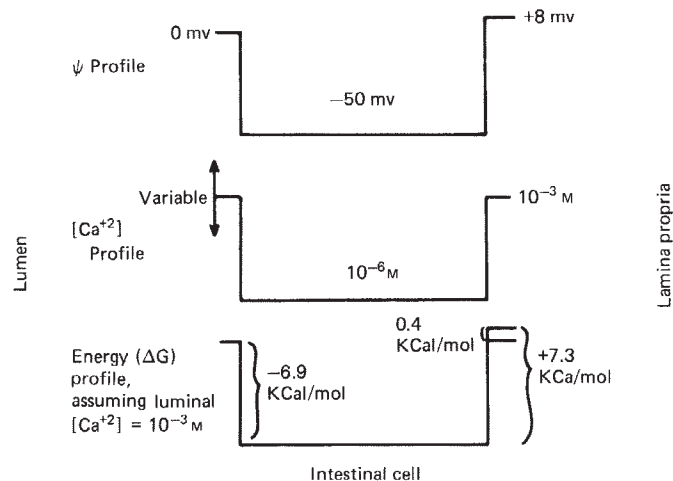 +8 mv
0 mv
ψ Profile
−50 mv
Variable
10⁻³ M
[Ca⁺²]
Profile
10⁻⁶ M
Lumen
Lamina propria
0.4
KCal/mol
Energy (ΔG)
profile,
assuming luminal
[Ca⁺²] = 10⁻³ M
−6.9
KCal/mol
+7.3
KCa/mol
Intestinal cell